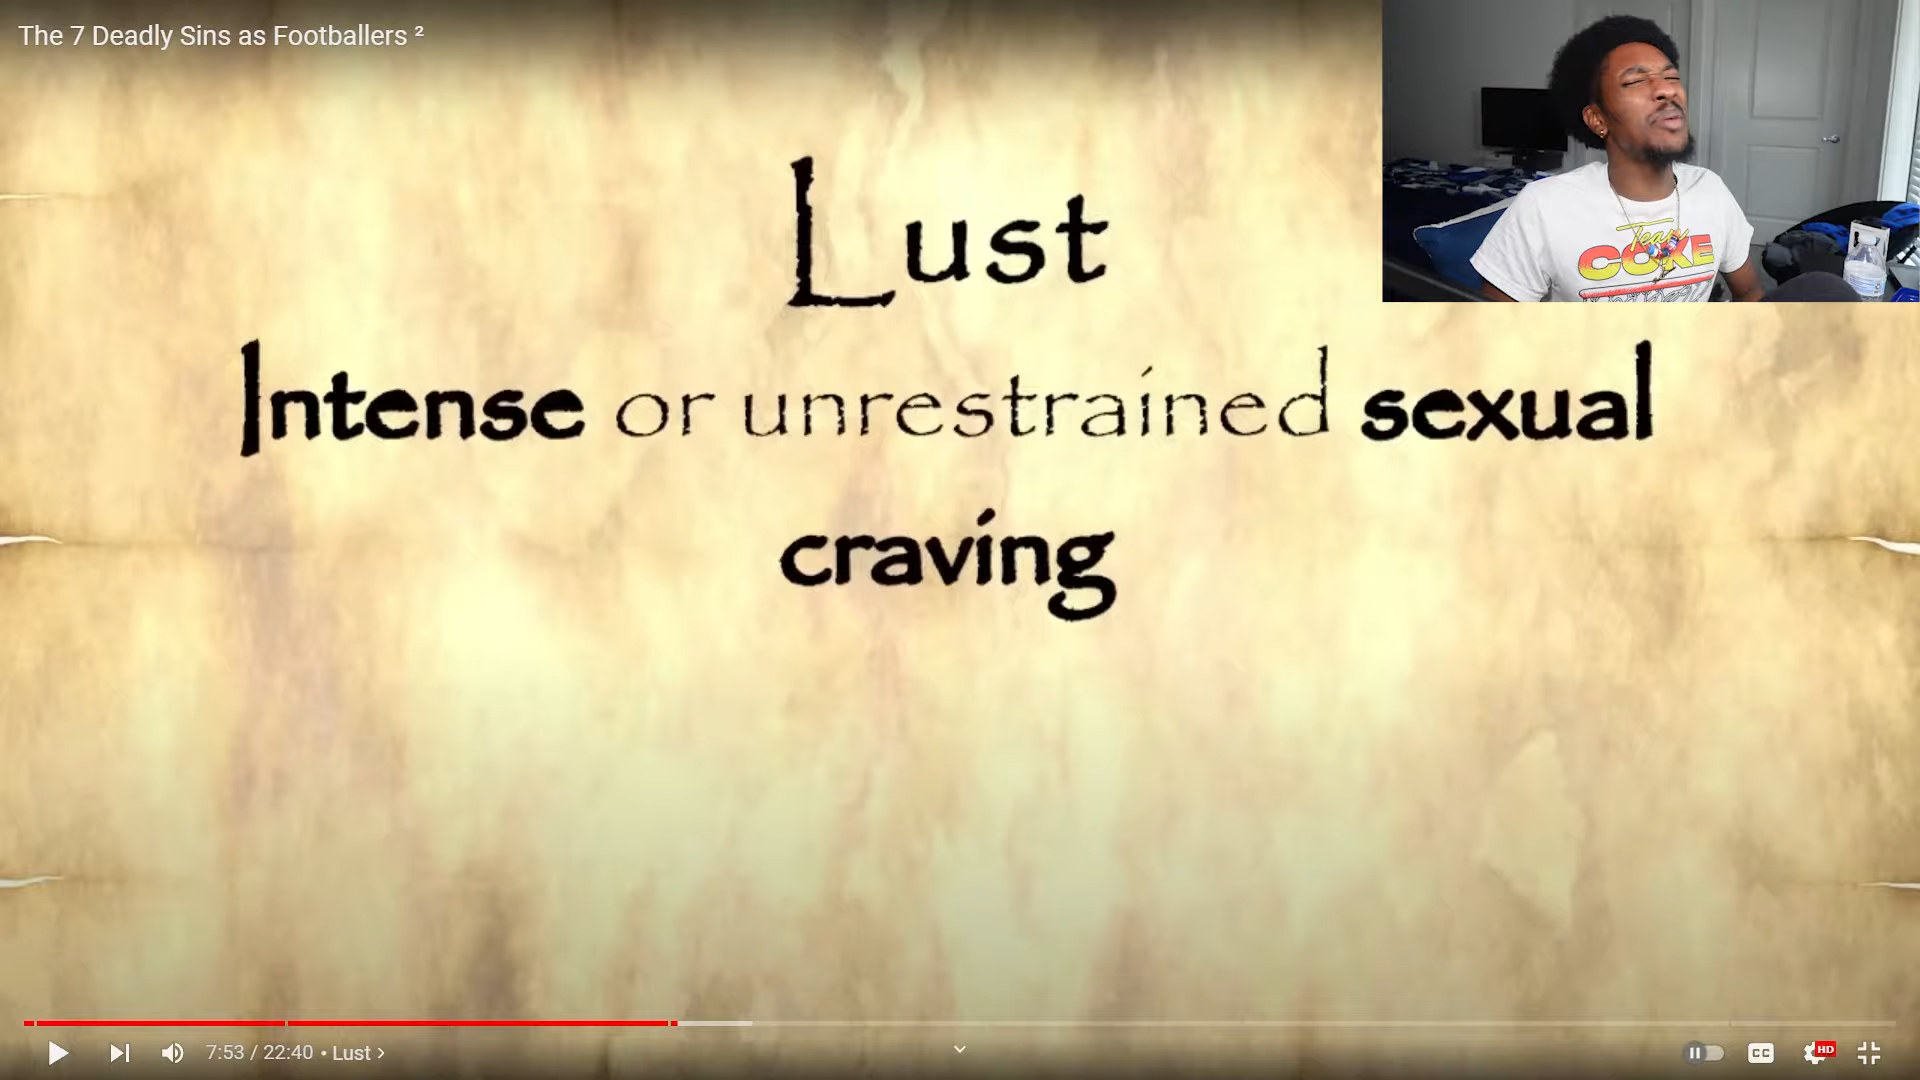 The 7 Deadly Sins as Footballers ²
Lust
Intense or unrestrained sexual
craving
Team
COKE
7:53 / 22:40 • Lust ›
CC
HD